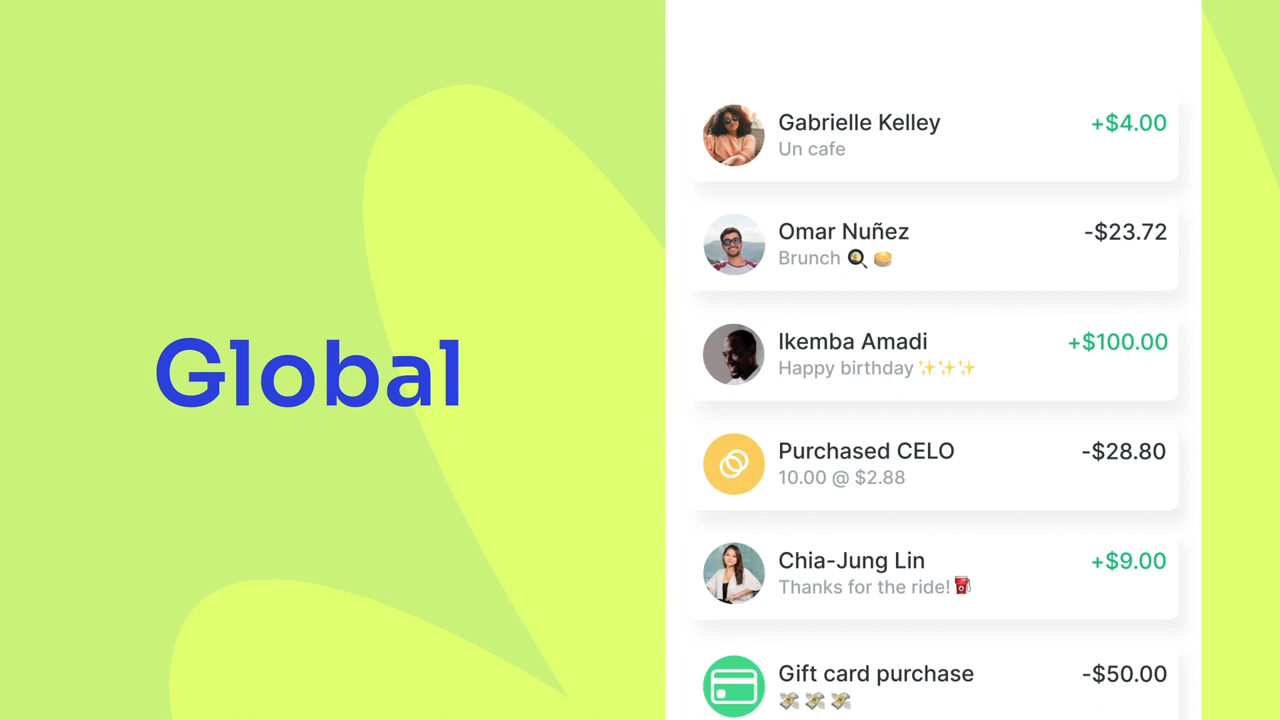 Global
Gabrielle Kelley +$4.00
Un cafe
Omar Nuñez -$23.72
Brunch 🍳 🥞
Ikemba Amadi +$100.00
Happy birthday ✨✨✨
Purchased CELO -$28.80
10.00 @ $2.88
Chia-Jung Lin +$9.00
Thanks for the ride!⛽
Gift card purchase -$50.00
💸 💸 💸